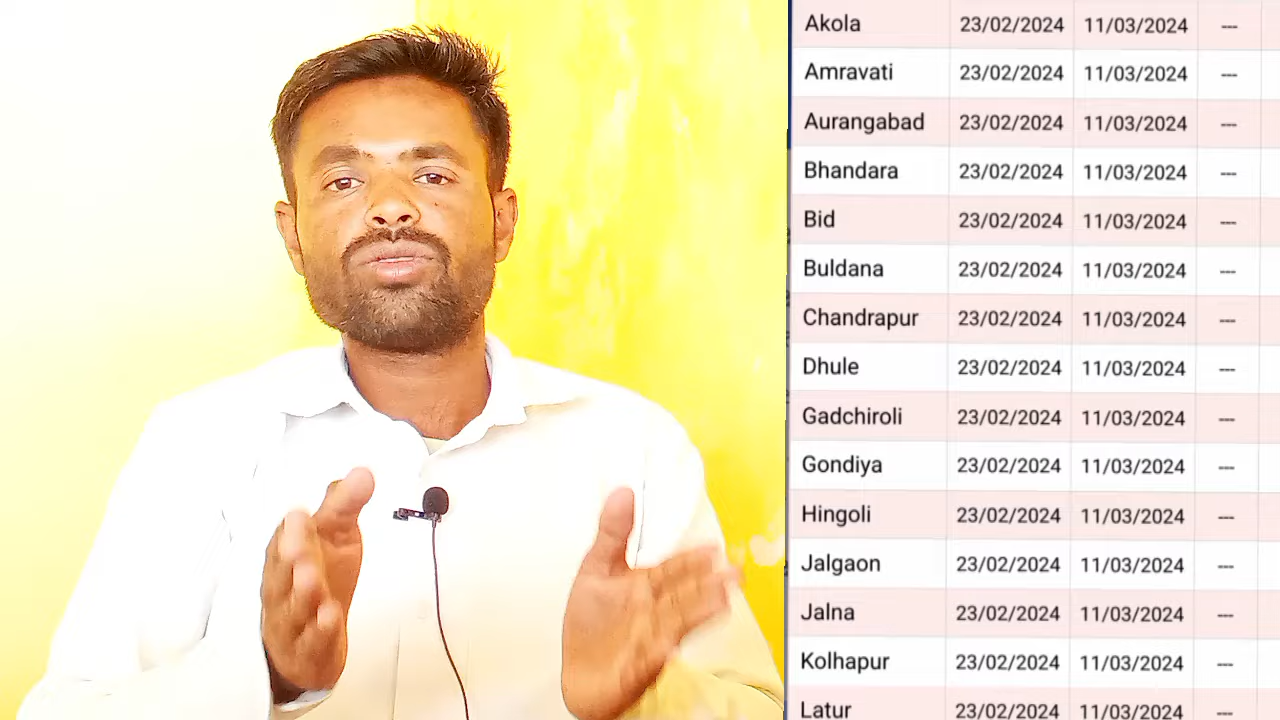 Akola 23/02/2024 11/03/2024 ---
Amravati 23/02/2024 11/03/2024 ---
Aurangabad 23/02/2024 11/03/2024 ---
Bhandara 23/02/2024 11/03/2024 ---
Bid 23/02/2024 11/03/2024 ---
Buldana 23/02/2024 11/03/2024 ---
Chandrapur 23/02/2024 11/03/2024 ---
Dhule 23/02/2024 11/03/2024 ---
Gadchiroli 23/02/2024 11/03/2024 ---
Gondiya 23/02/2024 11/03/2024 ---
Hingoli 23/02/2024 11/03/2024 ---
Jalgaon 23/02/2024 11/03/2024 ---
Jalna 23/02/2024 11/03/2024 ---
Kolhapur 23/02/2024 11/03/2024 ---
Latur 23/02/2024 11/03/2024 ---